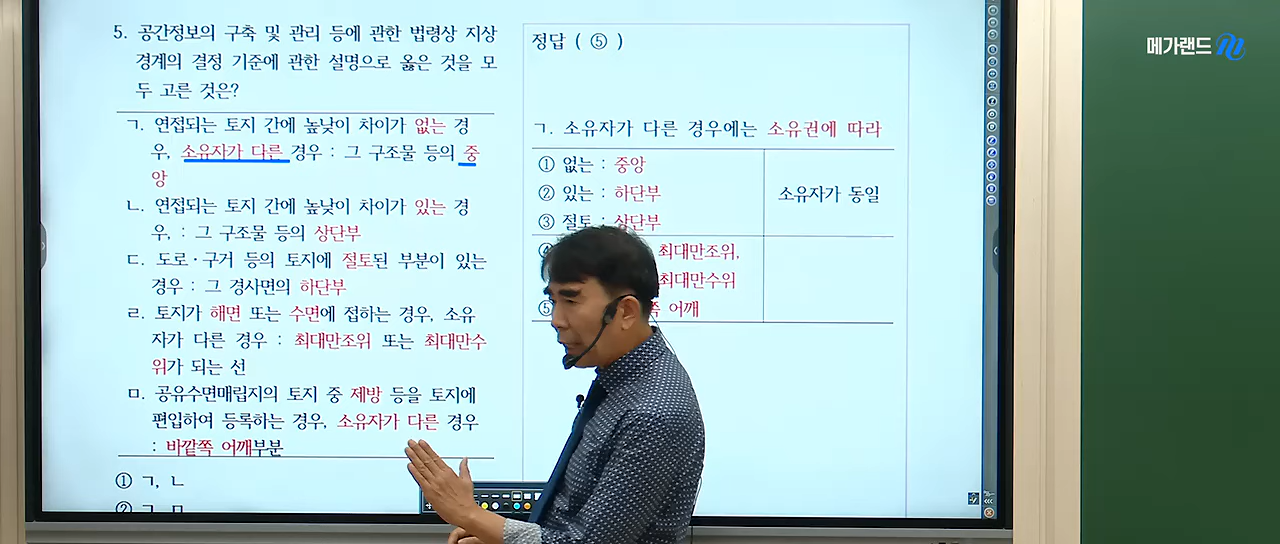 메가랜드
5. 공간정보의 구축 및 관리 등에 관한 법령상 지상
경계의 결정 기준에 관한 설명으로 옳은 것을 모
두 고른 것은?
ㄱ. 연접되는 토지 간에 높낮이 차이가 없는 경
우, 소유자가 다른 경우 : 그 구조물 등의 중
앙
ㄴ. 연접되는 토지 간에 높낮이 차이가 있는 경
우, : 그 구조물 등의 상단부
ㄷ. 도로·구거 등의 토지에 절토된 부분이 있는
경우 : 그 경사면의 하단부
ㄹ. 토지가 해면 또는 수면에 접하는 경우, 소유
자가 다른 경우 : 최대만조위 또는 최대만수
위가 되는 선
ㅁ. 공유수면매립지의 토지 중 제방 등을 토지에
편입하여 등록하는 경우, 소유자가 다른 경우
: 바깥쪽 어깨부분
① ㄱ, ㄴ
② ㄱ, ㅁ
정답 ( ⑤ )
ㄱ. 소유자가 다른 경우에는 소유권에 따라
① 없는 : 중앙
② 있는 : 하단부
③ 절토 : 상단부
소유자가 동일
④ 최대만조위,
최대만수위
⑤ 어깨